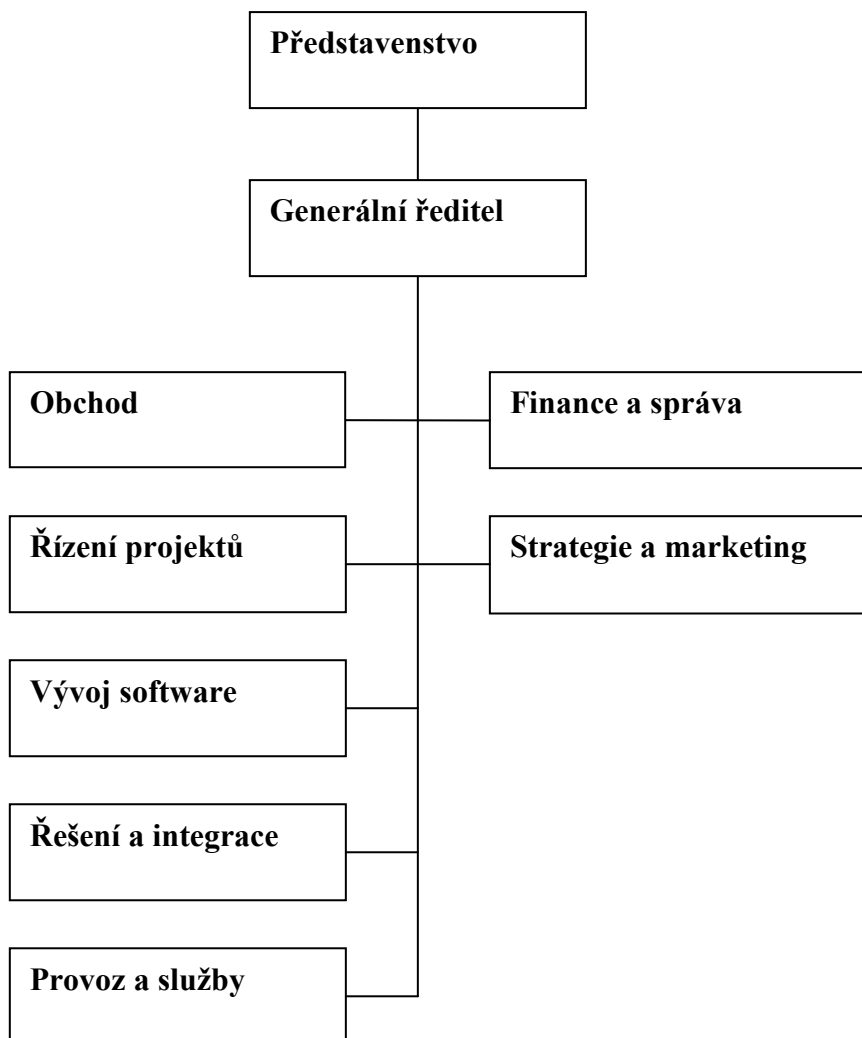 Představenstvo
Generální ředitel
Obchod
Finance a správa
Řízení projektů
Strategie a marketing
Vývoj software
Řešení a integrace
Provoz a služby